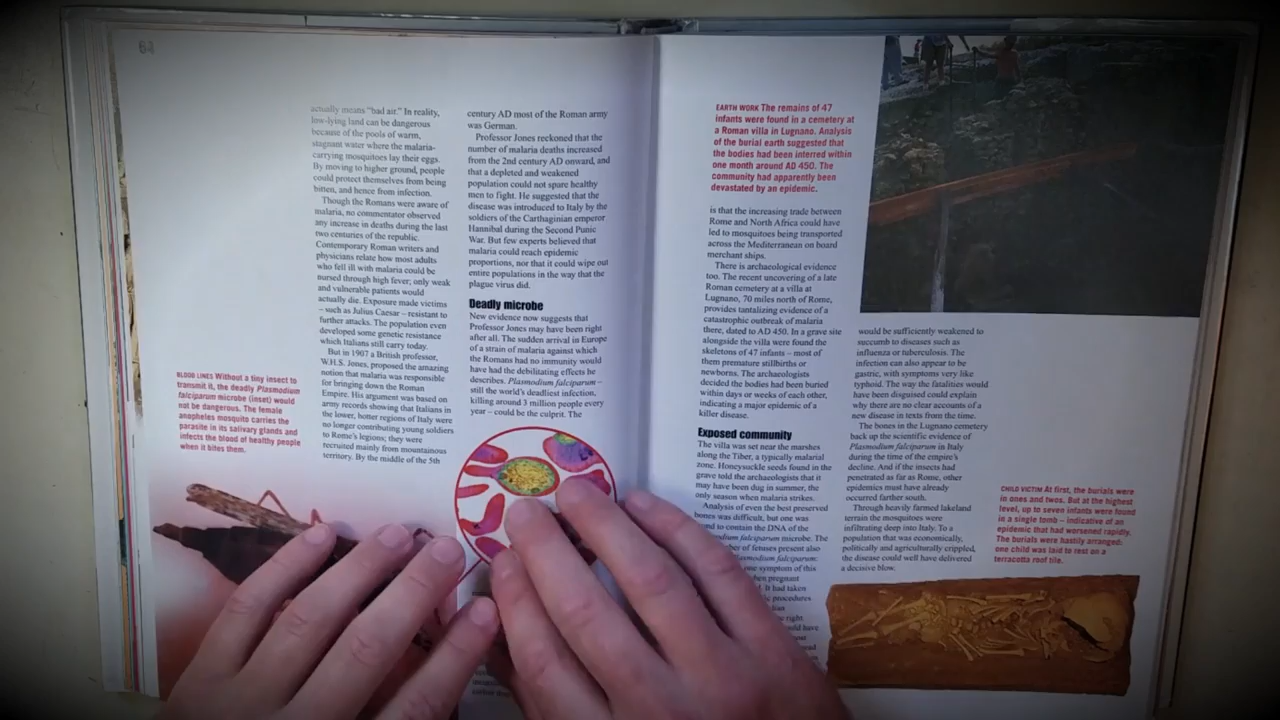 64
actually means "bad air." In reality,
low-lying land can be dangerous
because of the pools of warm,
stagnant water where the malaria-
carrying mosquitoes lay their eggs.
By moving to higher ground, people
could protect themselves from being
bitten, and hence from infection.
Though the Romans were aware of
malaria, no commentator observed
any increase in deaths during the last
two centuries of the republic.
Contemporary Roman writers and
physicians relate how most adults
who fell ill with malaria could be
nursed through high fever; only weak
and vulnerable patients would
actually die. Exposure made victims
– such as Julius Caesar – resistant to
further attacks. The population even
developed some genetic resistance
which Italians still carry today.
But in 1907 a British professor,
W.H.S. Jones, proposed the amazing
notion that malaria was responsible
for bringing down the Roman
Empire. His argument was based on
army records showing that Italians in
the lower, hotter regions of Italy were
no longer contributing young soldiers
to Rome's legions; they were
recruited mainly from mountainous
territory. By the middle of the 5th
BLOOD LINES Without a tiny insect to
transmit it, the deadly Plasmodium
falciparum microbe (inset) would
not be dangerous. The female
anopheles mosquito carries the
parasite in its salivary glands and
infects the blood of healthy people
when it bites them.
century AD most of the Roman army
was German.
Professor Jones reckoned that the
number of malaria deaths increased
from the 2nd century AD onward, and
that a depleted and weakened
population could not spare healthy
men to fight. He suggested that the
disease was introduced to Italy by the
soldiers of the Carthaginian emperor
Hannibal during the Second Punic
War. But few experts believed that
malaria could reach epidemic
proportions, nor that it could wipe out
entire populations in the way that the
plague virus did.
Deadly microbe
New evidence now suggests that
Professor Jones may have been right
after all. The sudden arrival in Europe
of a strain of malaria against which
the Romans had no immunity would
have had the debilitating effects he
describes. Plasmodium falciparum –
still the world's deadliest infection,
killing around 3 million people every
year – could be the culprit. The
EARTH WORK The remains of 47
infants were found in a cemetery at
a Roman villa in Lugnano. Analysis
of the burial earth suggested that
the bodies had been interred within
one month around AD 450. The
community had apparently been
devastated by an epidemic.
is that the increasing trade between
Rome and North Africa could have
led to mosquitoes being transported
across the Mediterranean on board
merchant ships.
There is archaeological evidence
too. The recent uncovering of a late
Roman cemetery at a villa at
Lugnano, 70 miles north of Rome,
provides tantalizing evidence of a
catastrophic outbreak of malaria
there, dated to AD 450. In a grave site
alongside the villa were found the
skeletons of 47 infants – most of
them premature stillbirths or
newborns. The archaeologists
decided the bodies had been buried
within days or weeks of each other,
indicating a major epidemic of a
killer disease.
Exposed community
The villa was set near the marshes
along the Tiber, a typically malarial
zone. Honeysuckle seeds found in the
grave told the archaeologists that it
may have been dug in summer, the
only season when malaria strikes.
Analysis of even the best preserved
bones was difficult, but one was
to contain the DNA of the
falciparum microbe. The
of fetuses present also
falciparum:
one symptom of this
pregnant
It had taken
procedures
right
have
would be sufficiently weakened to
succumb to diseases such as
influenza or tuberculosis. The
infection can also appear to be
gastric, with symptoms very like
typhoid. The way the fatalities would
have been disguised could explain
why there are no clear accounts of a
new disease in texts from the time.
The bones in the Lugnano cemetery
back up the scientific evidence of
Plasmodium falciparum in Italy
during the time of the empire's
decline. And if the insects had
penetrated as far as Rome, other
epidemics must have already
occurred farther south.
Through heavily farmed lakeland
terrain the mosquitoes were
infiltrating deep into Italy. To a
population that was economically,
politically and agriculturally crippled,
the disease could well have delivered
a decisive blow.
CHILD VICTIM At first, the burials were
in ones and twos. But at the highest
level, up to seven infants were found
in a single tomb – indicative of an
epidemic that had worsened rapidly.
The burials were hastily arranged:
one child was laid to rest on a
terracotta roof tile.